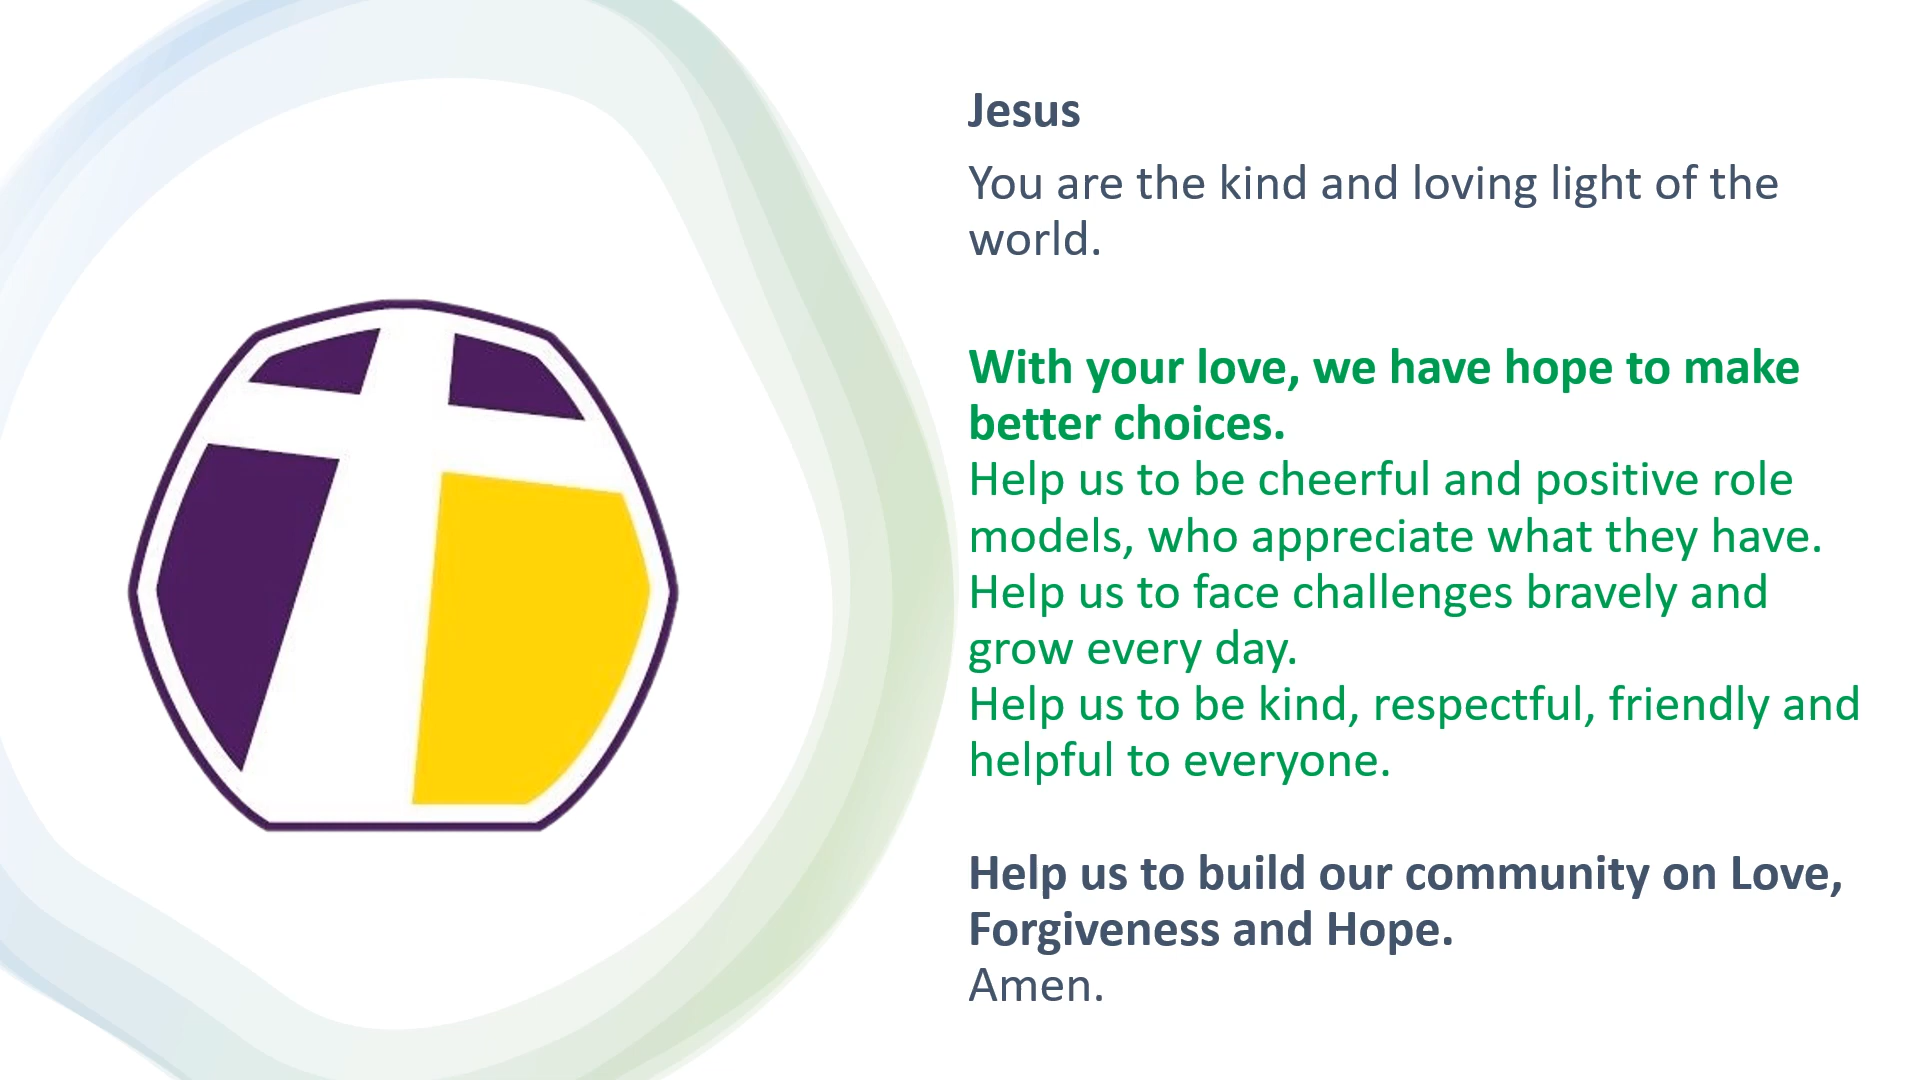 Jesus
You are the kind and loving light of the
world.
With your love, we have hope to make
better choices.
Help us to be cheerful and positive role
models, who appreciate what they have.
Help us to face challenges bravely and
grow every day.
Help us to be kind, respectful, friendly and
helpful to everyone.
Help us to build our community on Love,
Forgiveness and Hope.
Amen.